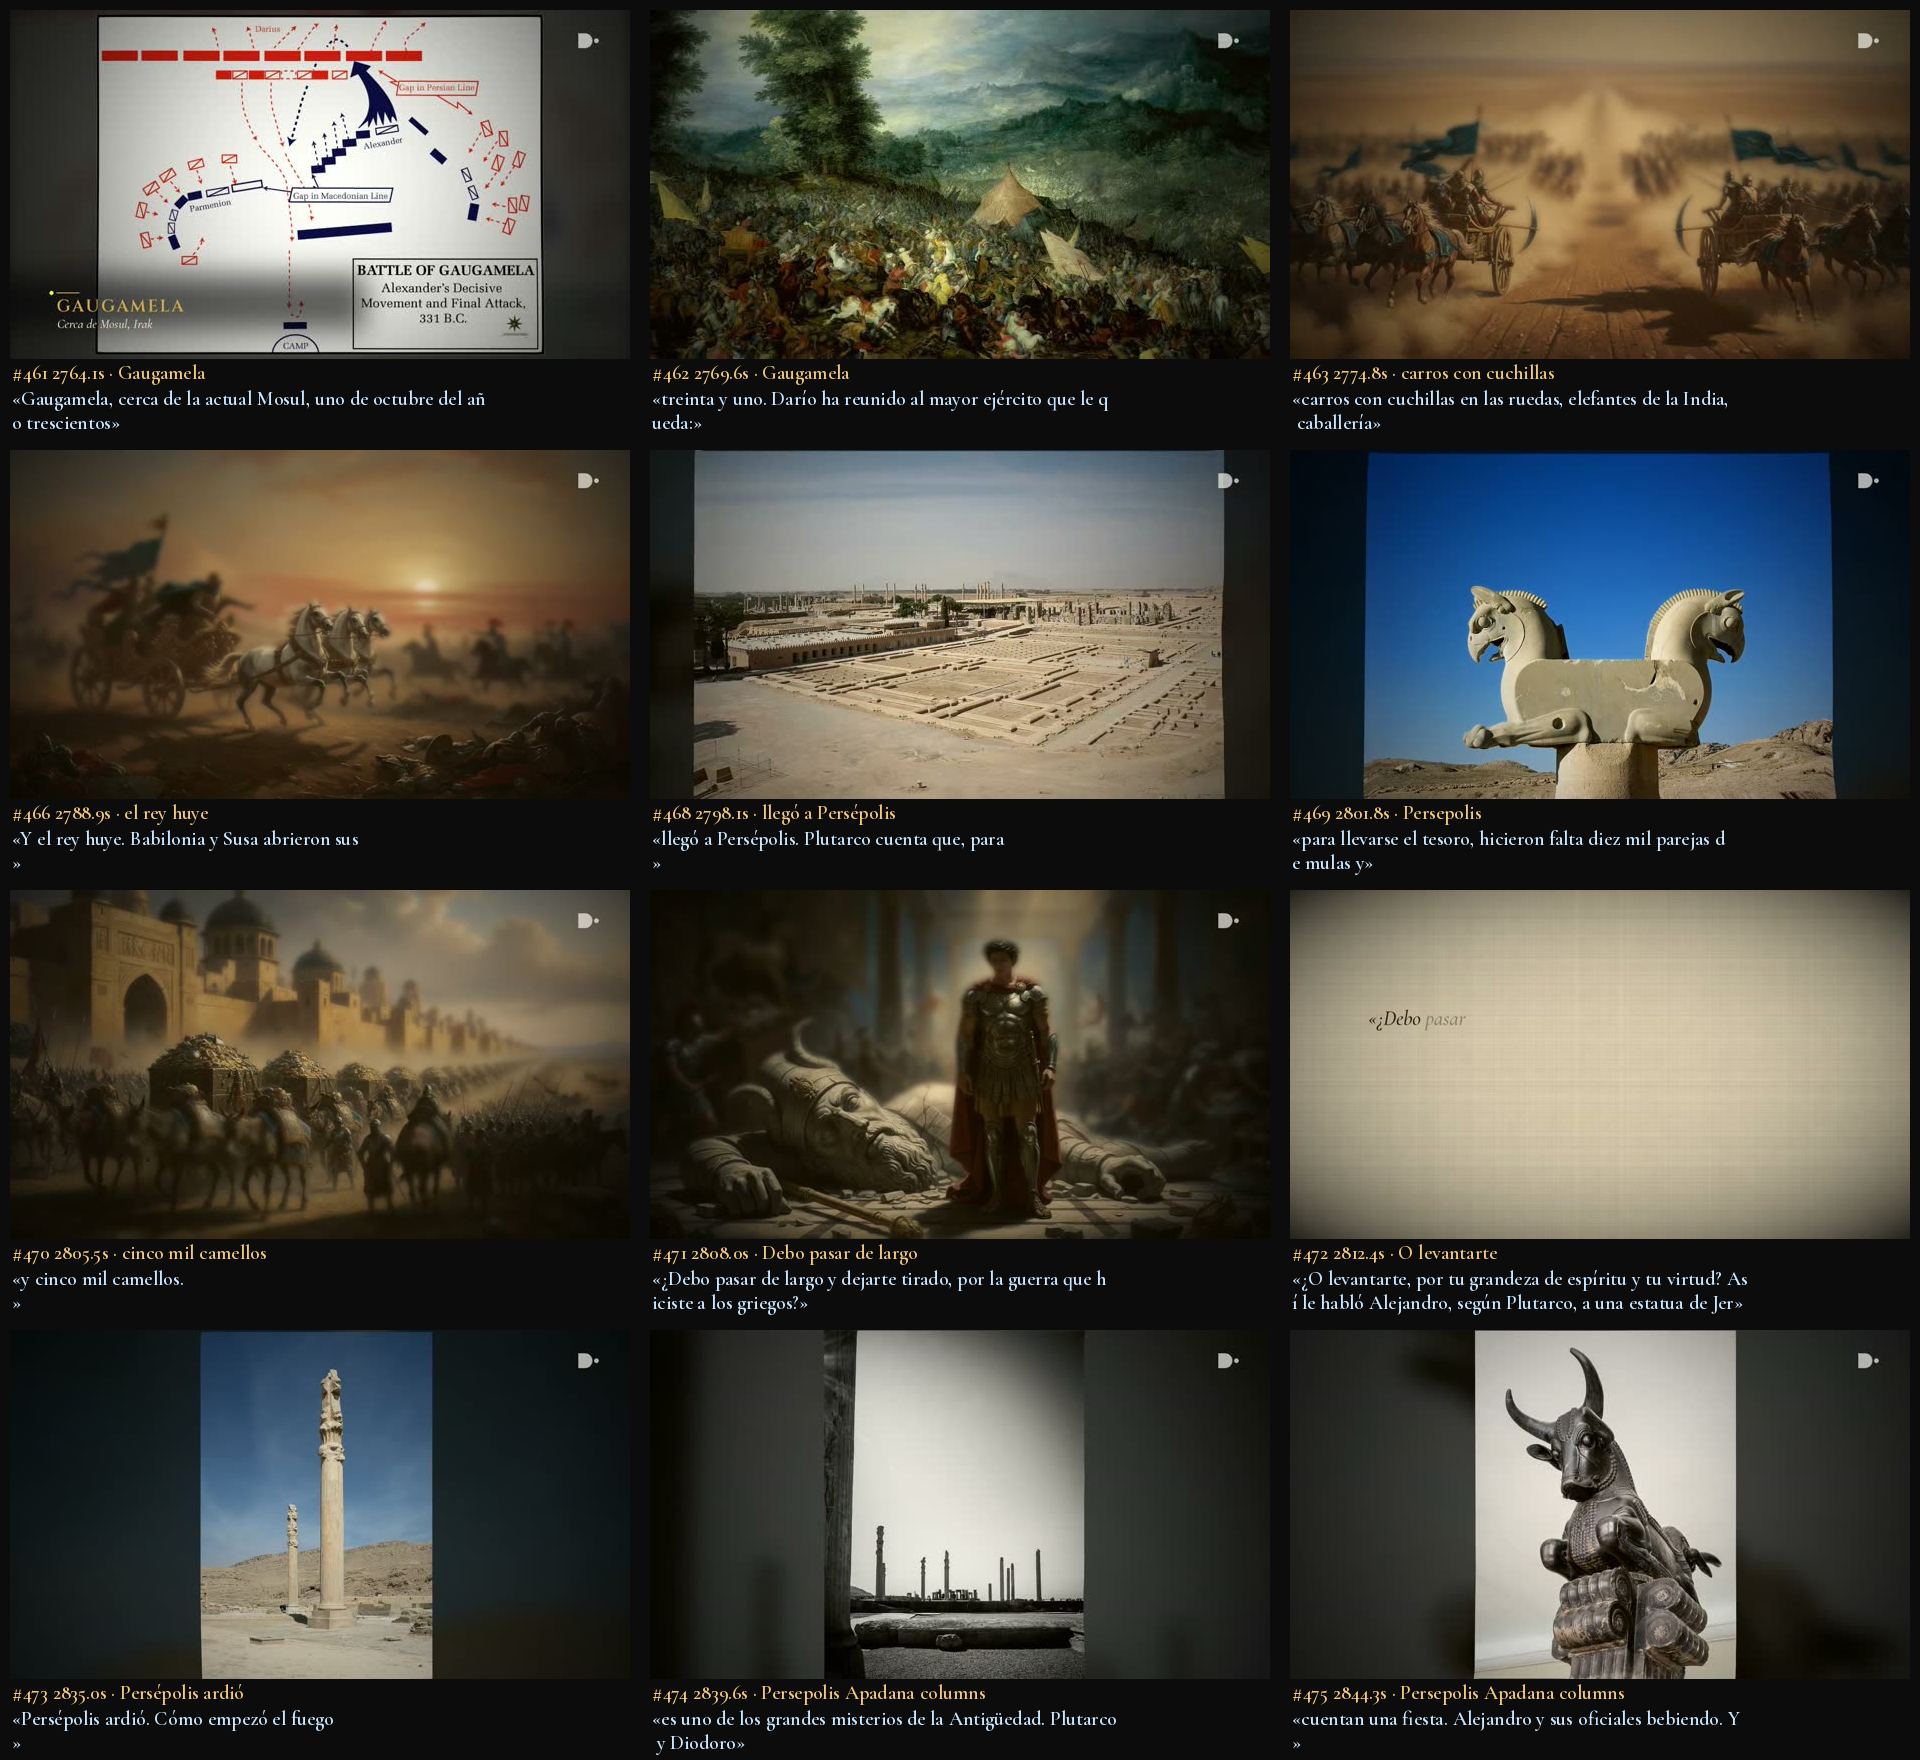 Darius
Gap in Persian Line
Alexander
Gap in Macedonian Line
Parmenion
BATTLE OF GAUGAMELA
Alexander's Decisive
Movement and Final Attack,
331 B.C.
CAMP
GAUGAMELA
Cerca de Mosul, Irak
#461 2764.1s · Gaugamela
«Gaugamela, cerca de la actual Mosul, uno de octubre del añ
o trescientos»
#462 2769.6s · Gaugamela
«treinta y uno. Darío ha reunido al mayor ejército que le q
ueda:»
#463 2774.8s · carros con cuchillas
«carros con cuchillas en las ruedas, elefantes de la India,
caballería»
#466 2788.9s · el rey huye
«Y el rey huye. Babilonia y Susa abrieron sus
»
#468 2798.1s · llegó a Persépolis
«llegó a Persépolis. Plutarco cuenta que, para
»
#469 2801.8s · Persepolis
«para llevarse el tesoro, hicieron falta diez mil parejas d
e mulas y»
#470 2805.5s · cinco mil camellos
«y cinco mil camellos.
»
#471 2808.0s · Debo pasar de largo
«¿Debo pasar de largo y dejarte tirado, por la guerra que h
iciste a los griegos?»
«¿Debo pasar
#472 2812.4s · O levantarte
«¿O levantarte, por tu grandeza de espíritu y tu virtud? As
í le habló Alejandro, según Plutarco, a una estatua de Jer»
#473 2835.0s · Persépolis ardió
«Persépolis ardió. Cómo empezó el fuego
»
#474 2839.6s · Persepolis Apadana columns
«es uno de los grandes misterios de la Antigüedad. Plutarco
y Diodoro»
#475 2844.3s · Persepolis Apadana columns
«cuentan una fiesta. Alejandro y sus oficiales bebiendo. Y
»